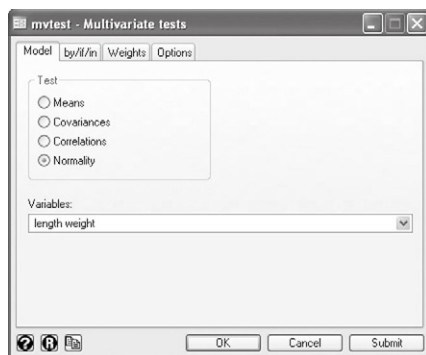 mvtest - Multivariate tests
Model by/if/in Weights Options
Test
Means
Covariances
Correlations
Normality
Variables:
length weight
? R OK Cancel Submit